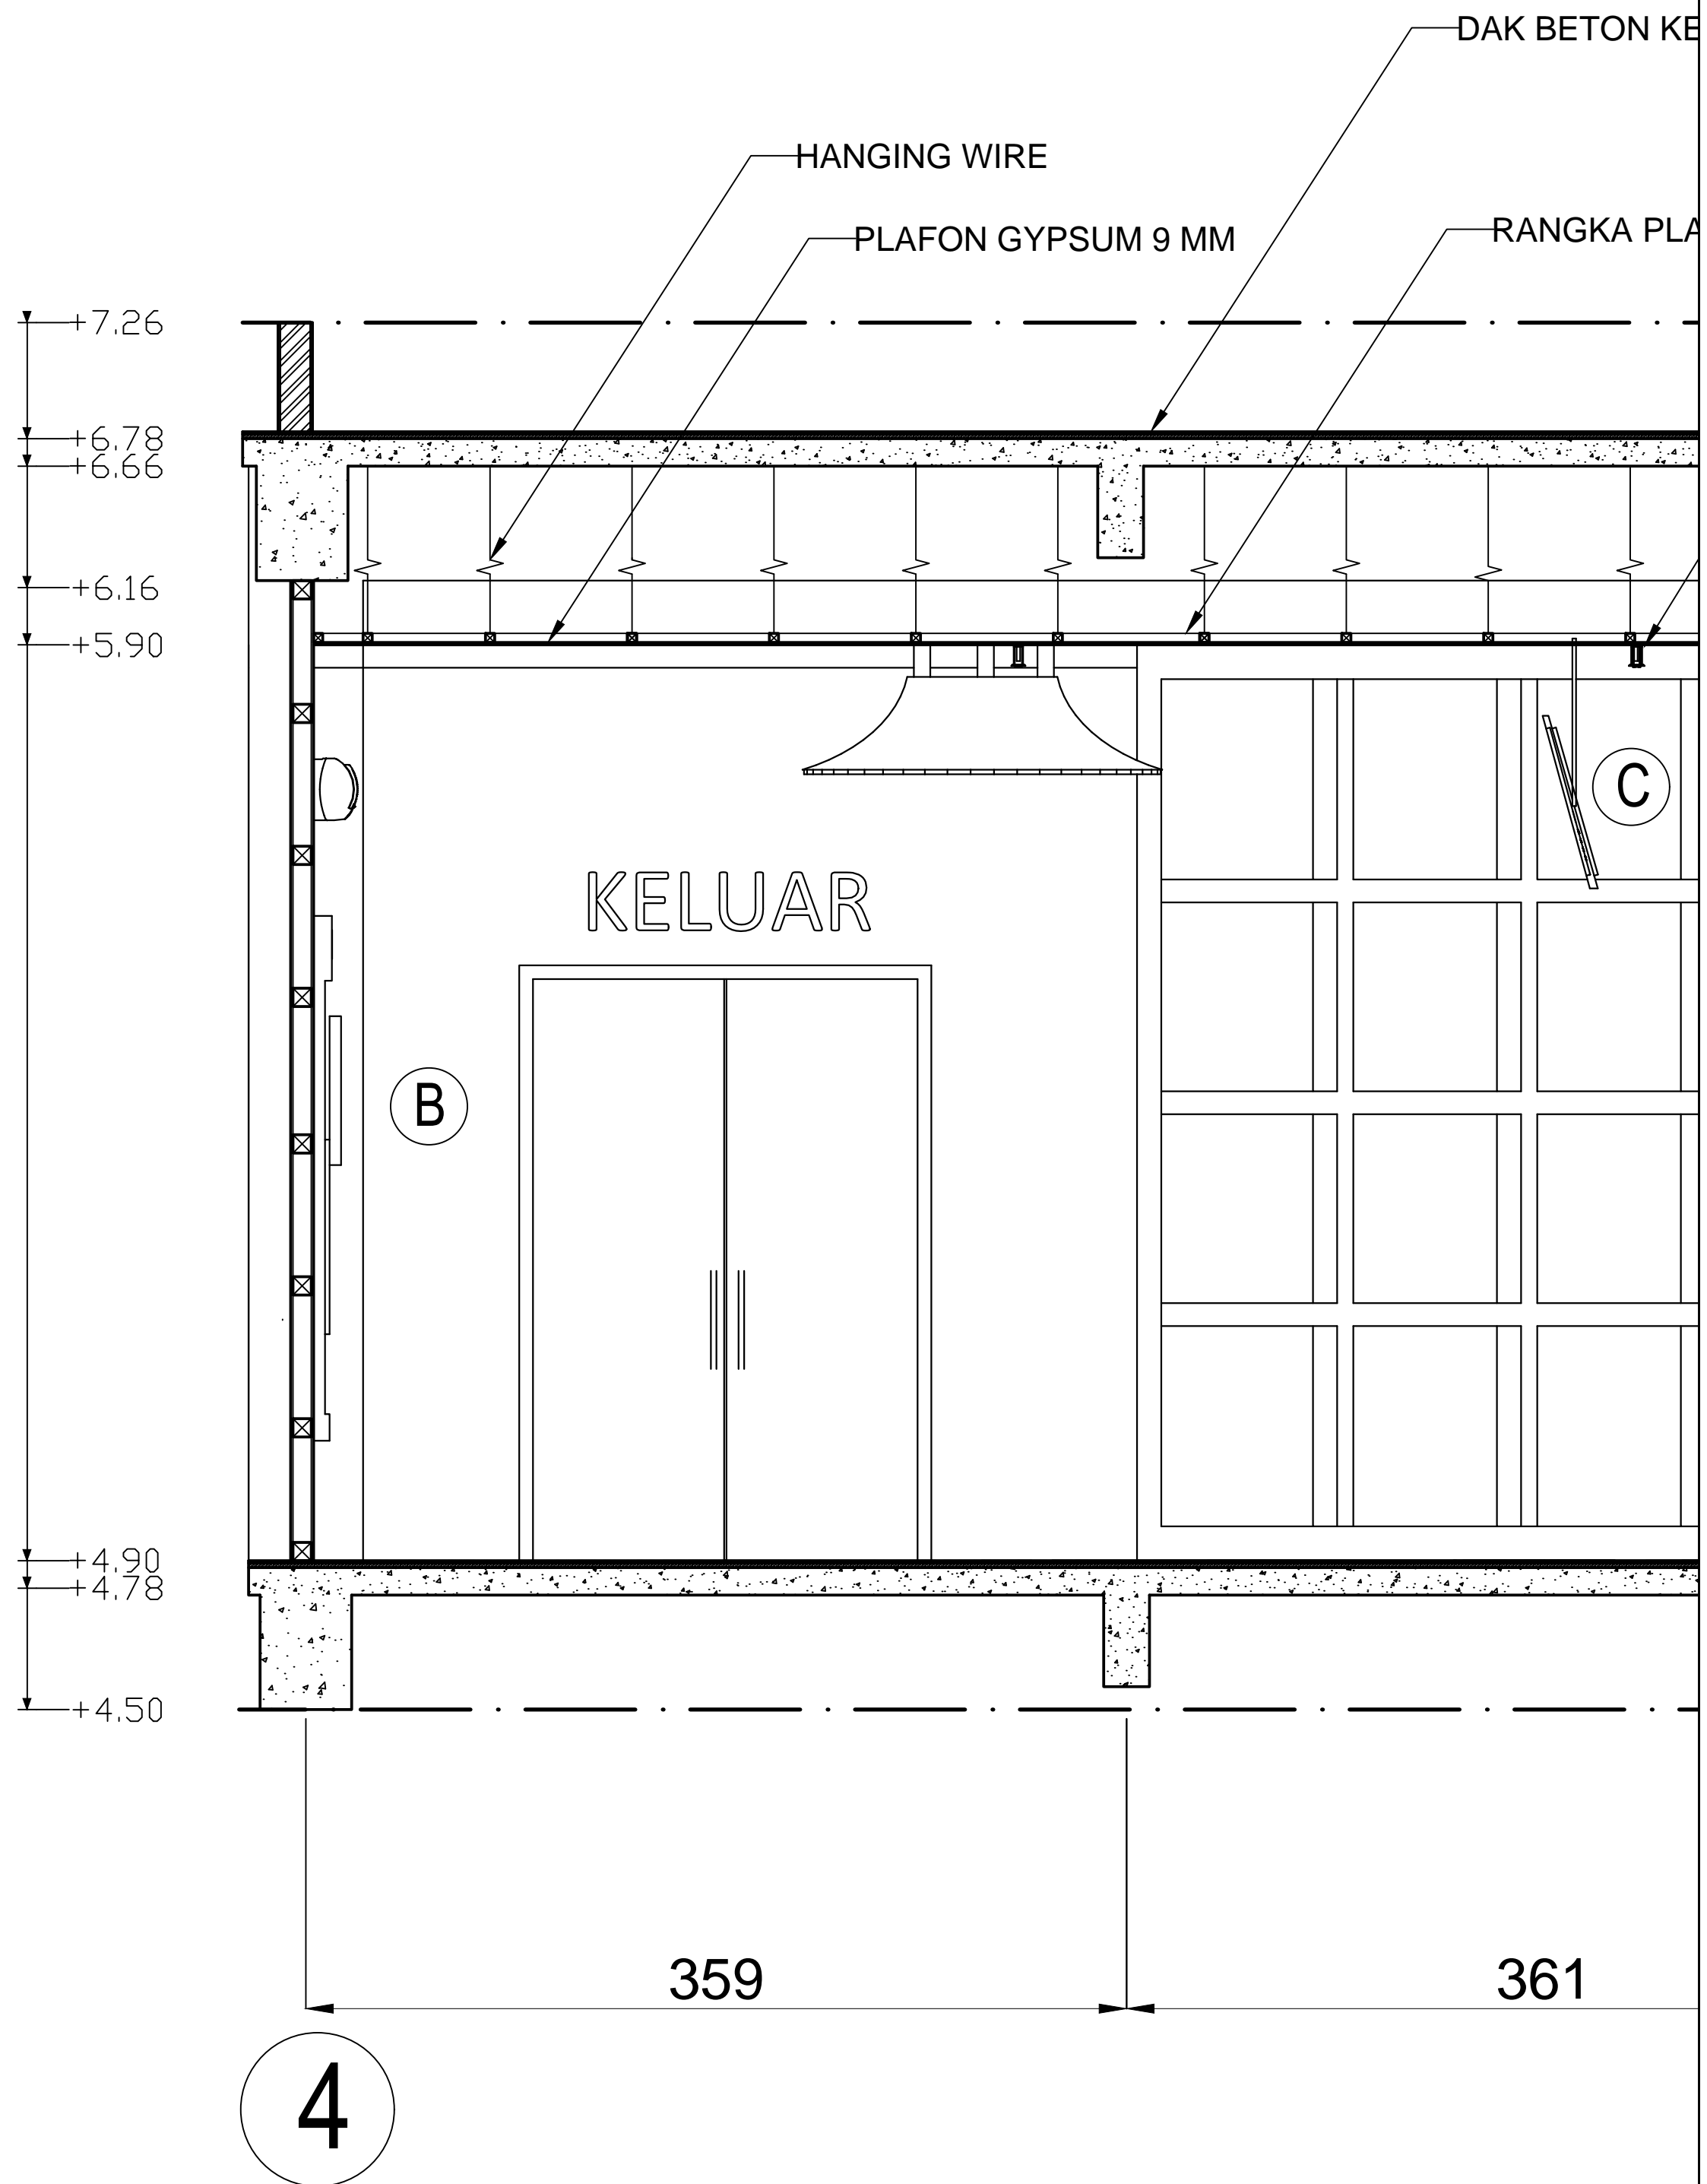 DAK BETON KE
HANGING WIRE
PLAFON GYPSUM 9 MM
RANGKA PLA
+7.26
+6.78
+6.66
+6.16
+5.90
C
KELUAR
B
+4.90
+4.78
+4.50
359
361
4